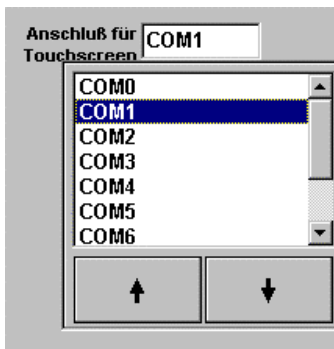 Anschluß für
Touchscreen
COM1
COM0
COM1
COM2
COM3
COM4
COM5
COM6